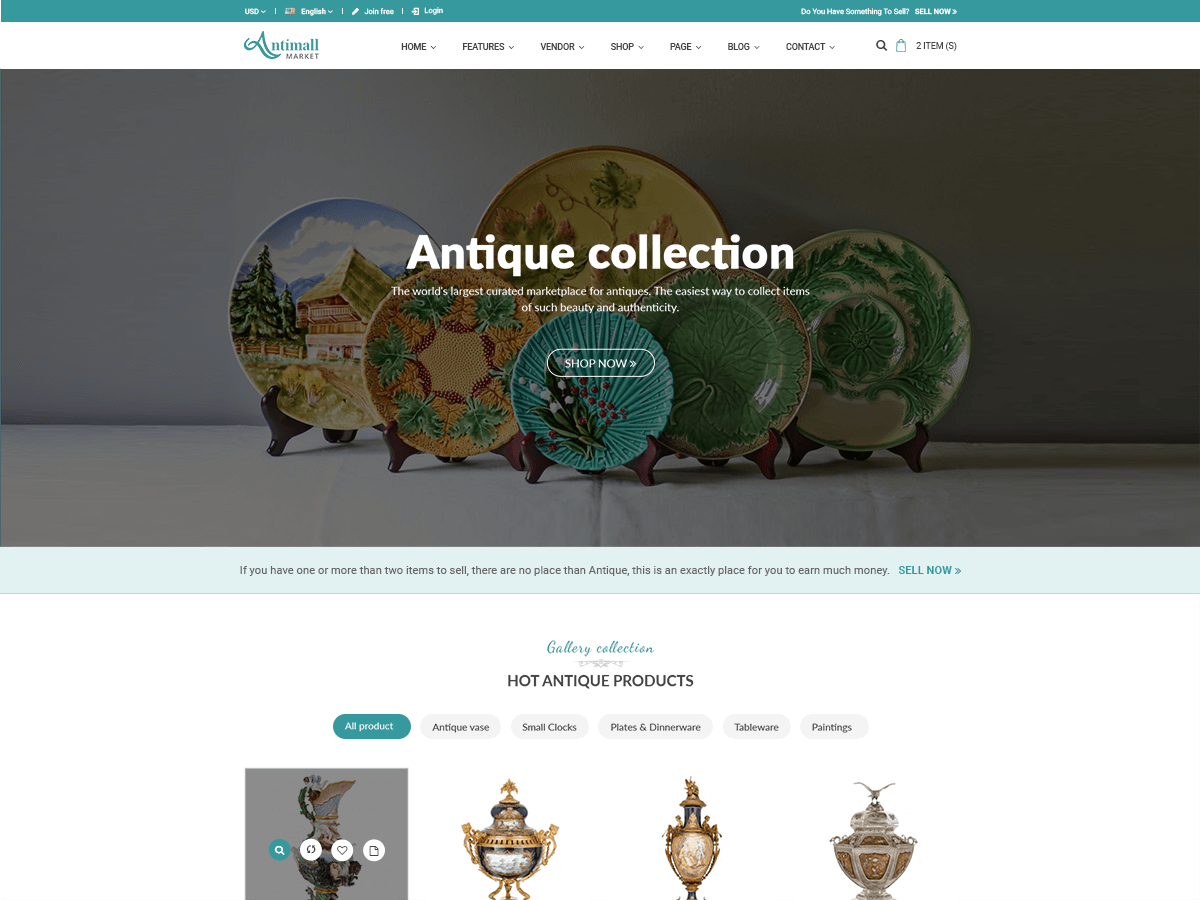 USD
English
Join free
Login
Do You Have Something To Sell? SELL NOW
Antimall
MARKET
HOME
FEATURES
VENDOR
SHOP
PAGE
BLOG
CONTACT
2 ITEM (S)
Antique collection
The world's largest curated marketplace for antiques. The easiest way to collect items
of such beauty and authenticity.
SHOP NOW
If you have one or more than two items to sell, there are no place than Antique, this is an exactly place for you to earn much money. SELL NOW
Gallery collection
HOT ANTIQUE PRODUCTS
All product
Antique vase
Small Clocks
Plates & Dinnerware
Tableware
Paintings